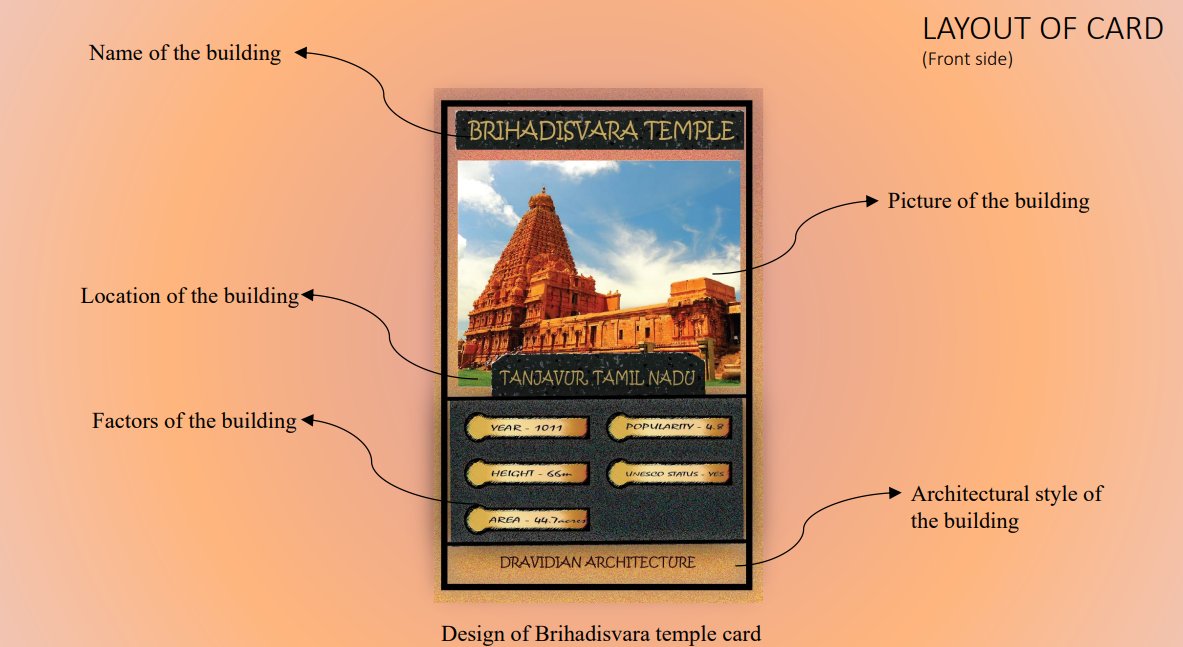 LAYOUT OF CARD
(Front side)
Name of the building
BRIHADISVARA TEMPLE
Picture of the building
Location of the building
TANJAVUR, TAMIL NADU
Factors of the building
YEAR - 1011
POPULARITY - 4.8
HEIGHT - 66m
UNESCO STATUS - YES
AREA - 44.7acres
Architectural style of
the building
DRAVIDIAN ARCHITECTURE
Design of Brihadisvara temple card